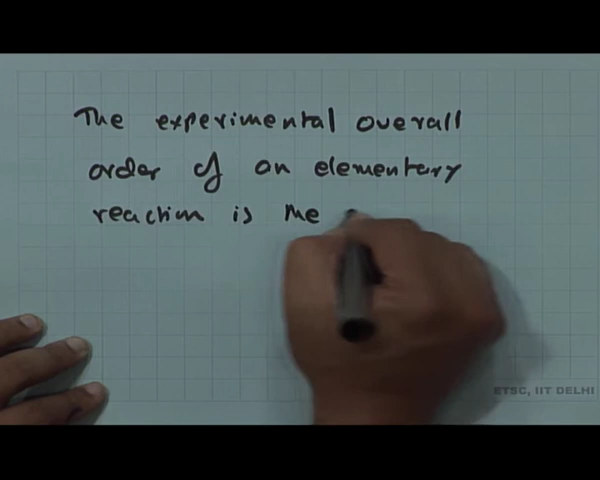 The experimental overall
order of an elementary
reaction is the
ETSC, IIT DELHI